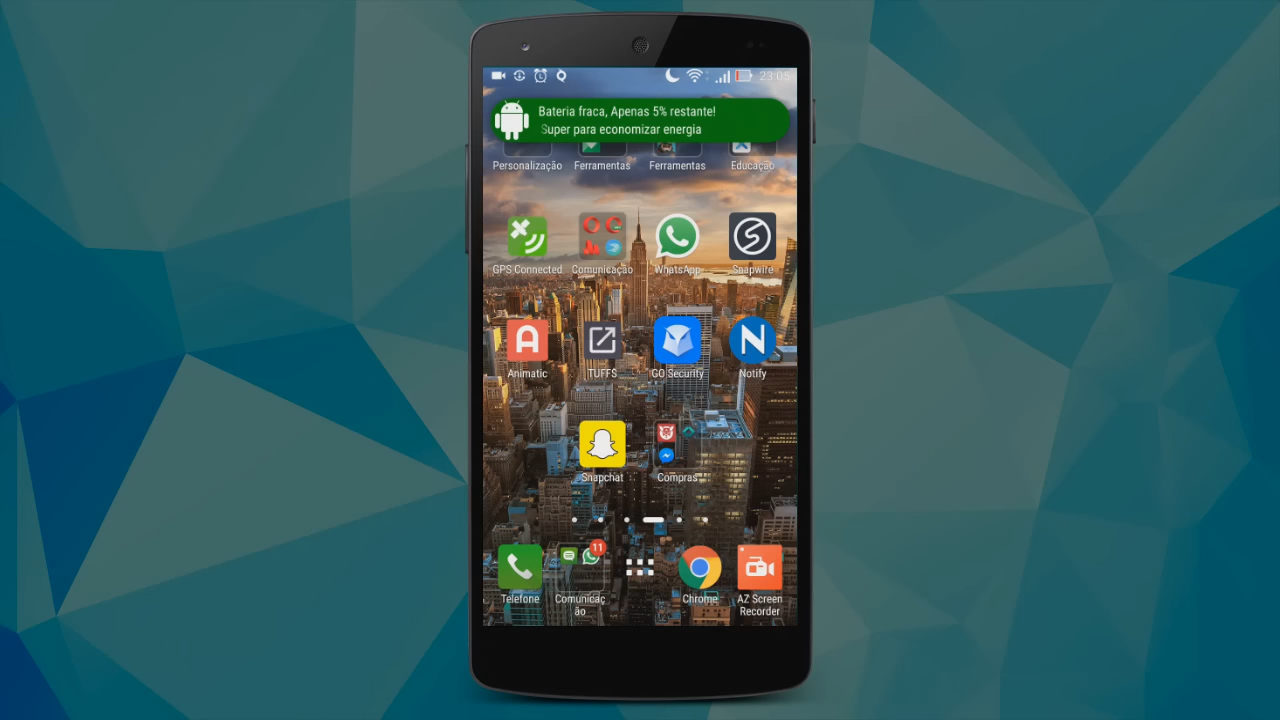 23:05
Bateria fraca, Apenas 5% restante!
Super para economizar energia
Personalização Ferramentas Ferramentas Educação
GPS Connected Comunicação WhatsApp Snapwire
A N
Animatic TUFFS GO Security Notify
Snapchat Compras
11
Telefone Comunicaç
ão Chrome AZ Screen
Recorder